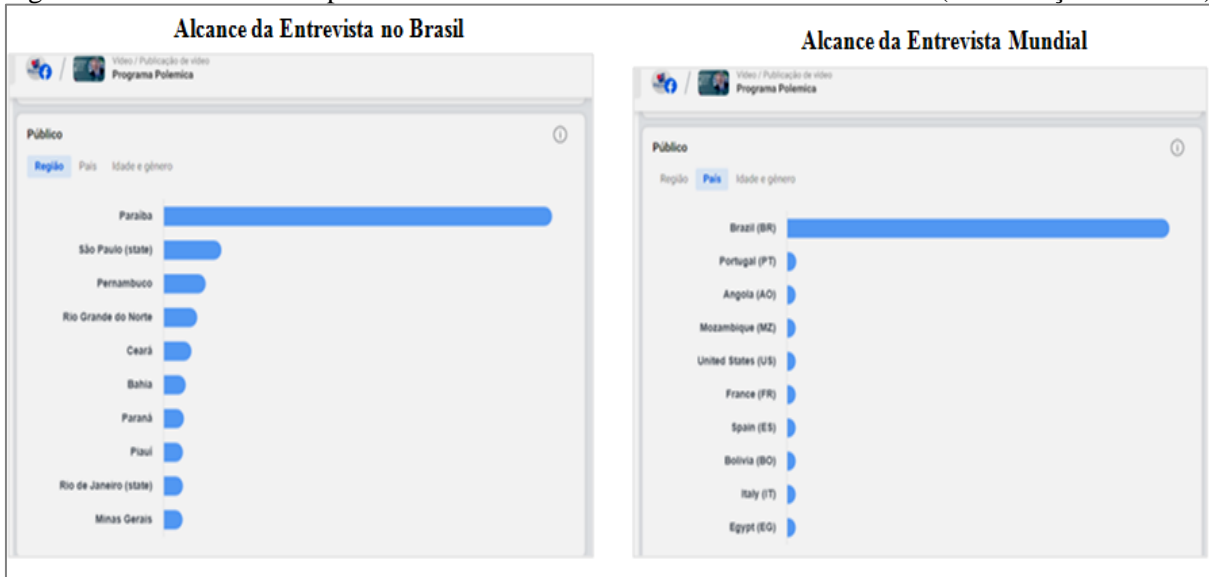 Alcance da Entrevista no Brasil
Vídeo / Publicação de vídeo
Programa Polemica
Público
Região País Idade e gênero
Paraíba
São Paulo (state)
Pernambuco
Rio Grande do Norte
Ceará
Bahia
Paraná
Piauí
Rio de Janeiro (state)
Minas Gerais
Alcance da Entrevista Mundial
Vídeo / Publicação de vídeo
Programa Polemica
Público
Região País Idade e gênero
Brazil (BR)
Portugal (PT)
Angola (AO)
Mozambique (MZ)
United States (US)
France (FR)
Spain (ES)
Bolivia (BO)
Italy (IT)
Egypt (EG)